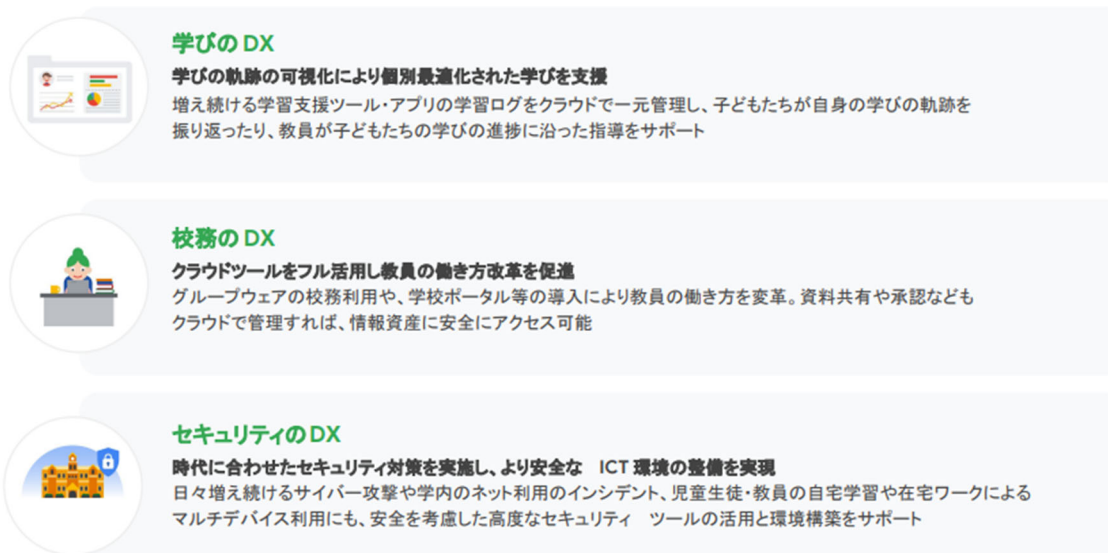 学びの DX
学びの軌跡の可視化により個別最適化された学びを支援
増え続ける学習支援ツール・アプリの学習ログをクラウドで一元管理し、子どもたちが自身の学びの軌跡を
振り返ったり、教員が子どもたちの学びの進捗に沿った指導をサポート
校務の DX
クラウドツールをフル活用し教員の働き方改革を促進
グループウェアの校務利用や、学校ポータル等の導入により教員の働き方を変革。資料共有や承認なども
クラウドで管理すれば、情報資産に安全にアクセス可能
セキュリティの DX
時代に合わせたセキュリティ対策を実施し、より安全な　ICT 環境の整備を実現
日々増え続けるサイバー攻撃や学内のネット利用のインシデント、児童生徒・教員の自宅学習や在宅ワークによる
マルチデバイス利用にも、安全を考慮した高度なセキュリティ　ツールの活用と環境構築をサポート